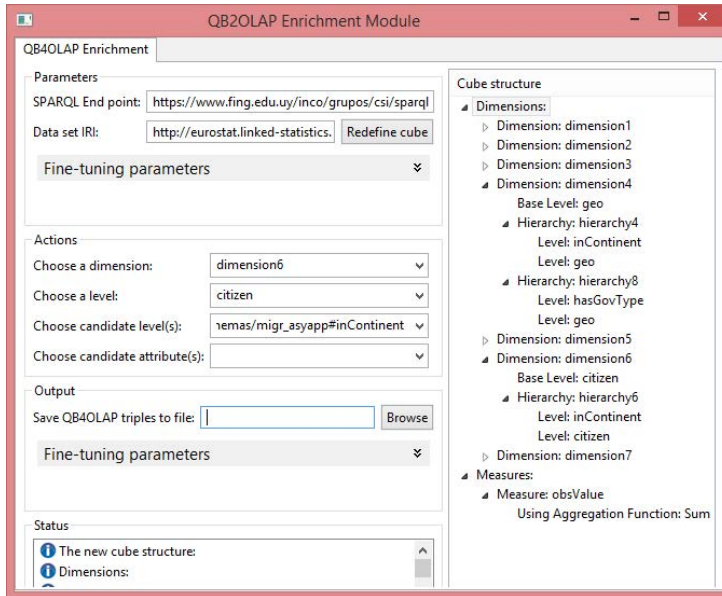 QB2OLAP Enrichment Module
QB4OLAP Enrichment
Parameters
SPARQL End point: https://www.fing.edu.uy/inco/grupos/csi/sparql
Data set IRI: http://eurostat.linked-statistics. Redefine cube
Fine-tuning parameters
Actions
Choose a dimension: dimension6
Choose a level: citizen
Choose candidate level(s): nemas/migr_asyapp#inContinent
Choose candidate attribute(s):
Output
Save QB4OLAP triples to file: Browse
Fine-tuning parameters
Status
The new cube structure:
Dimensions:
Cube structure
Dimensions:
Dimension: dimension1
Dimension: dimension2
Dimension: dimension3
Dimension: dimension4
Base Level: geo
Hierarchy: hierarchy4
Level: inContinent
Level: geo
Hierarchy: hierarchy8
Level: hasGovType
Level: geo
Dimension: dimension5
Dimension: dimension6
Base Level: citizen
Hierarchy: hierarchy6
Level: inContinent
Level: citizen
Dimension: dimension7
Measures:
Measure: obsValue
Using Aggregation Function: Sum